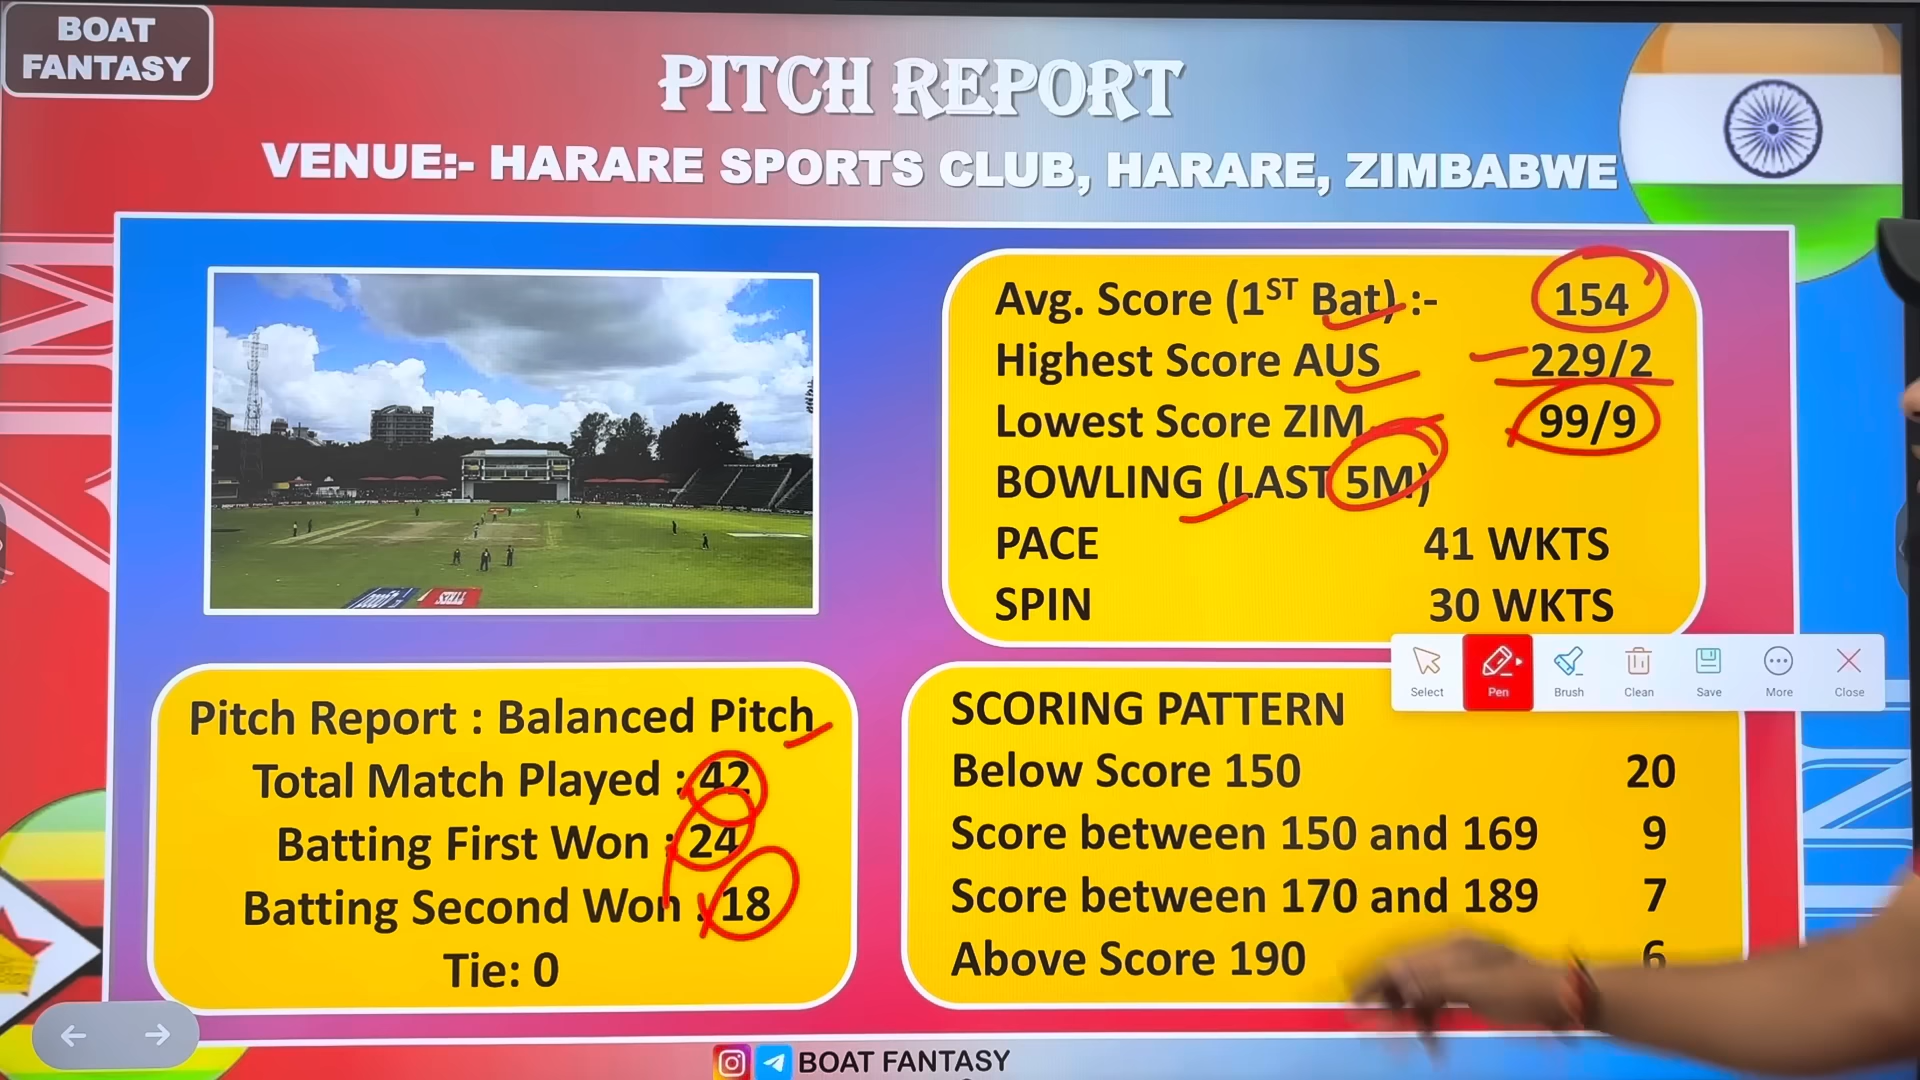 BOAT
FANTASY
PITCH REPORT
VENUE:- HARARE SPORTS CLUB, HARARE, ZIMBABWE
Avg. Score (1ST Bat) :- 154
Highest Score AUS 229/2
Lowest Score ZIM 99/9
BOWLING (LAST 5M)
PACE 41 WKTS
SPIN 30 WKTS
Select Pen Brush Clean Save More Close
Pitch Report : Balanced Pitch
Total Match Played : 42
Batting First Won : 24
Batting Second Won : 18
Tie: 0
SCORING PATTERN
Below Score 150 20
Score between 150 and 169 9
Score between 170 and 189 7
Above Score 190 6
BOAT FANTASY